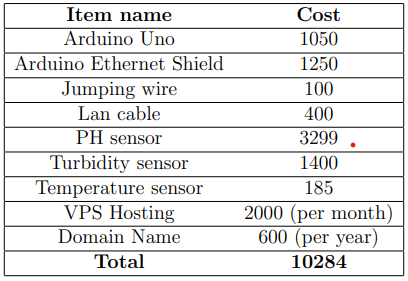 Item name Cost
Arduino Uno 1050
Arduino Ethernet Shield 1250
Jumping wire 100
Lan cable 400
PH sensor 3299
Turbidity sensor 1400
Temperature sensor 185
VPS Hosting 2000 (per month)
Domain Name 600 (per year)
Total 10284